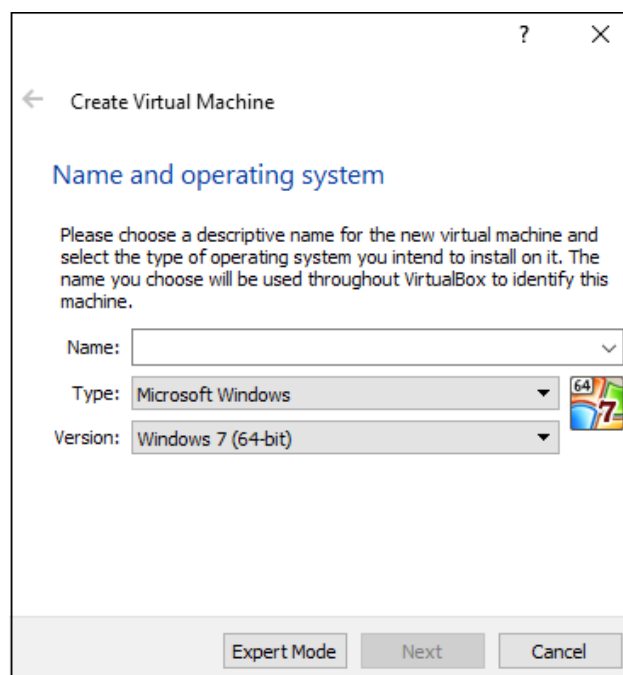 ?
Create Virtual Machine
Name and operating system
Please choose a descriptive name for the new virtual machine and
select the type of operating system you intend to install on it. The
name you choose will be used throughout VirtualBox to identify this
machine.
Name:
Type: Microsoft Windows
64
7
Version: Windows 7 (64-bit)
Expert Mode Next Cancel